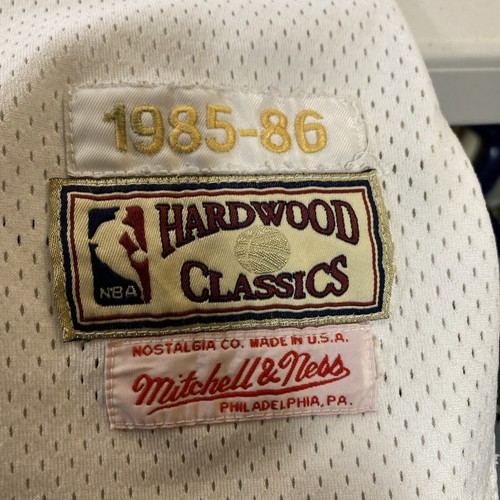 1985-86
HARDWOOD
CLASSICS
NBA
NOSTALGIA CO. MADE IN U.S.A.
Mitchell & Ness
PHILADELPHIA, PA.